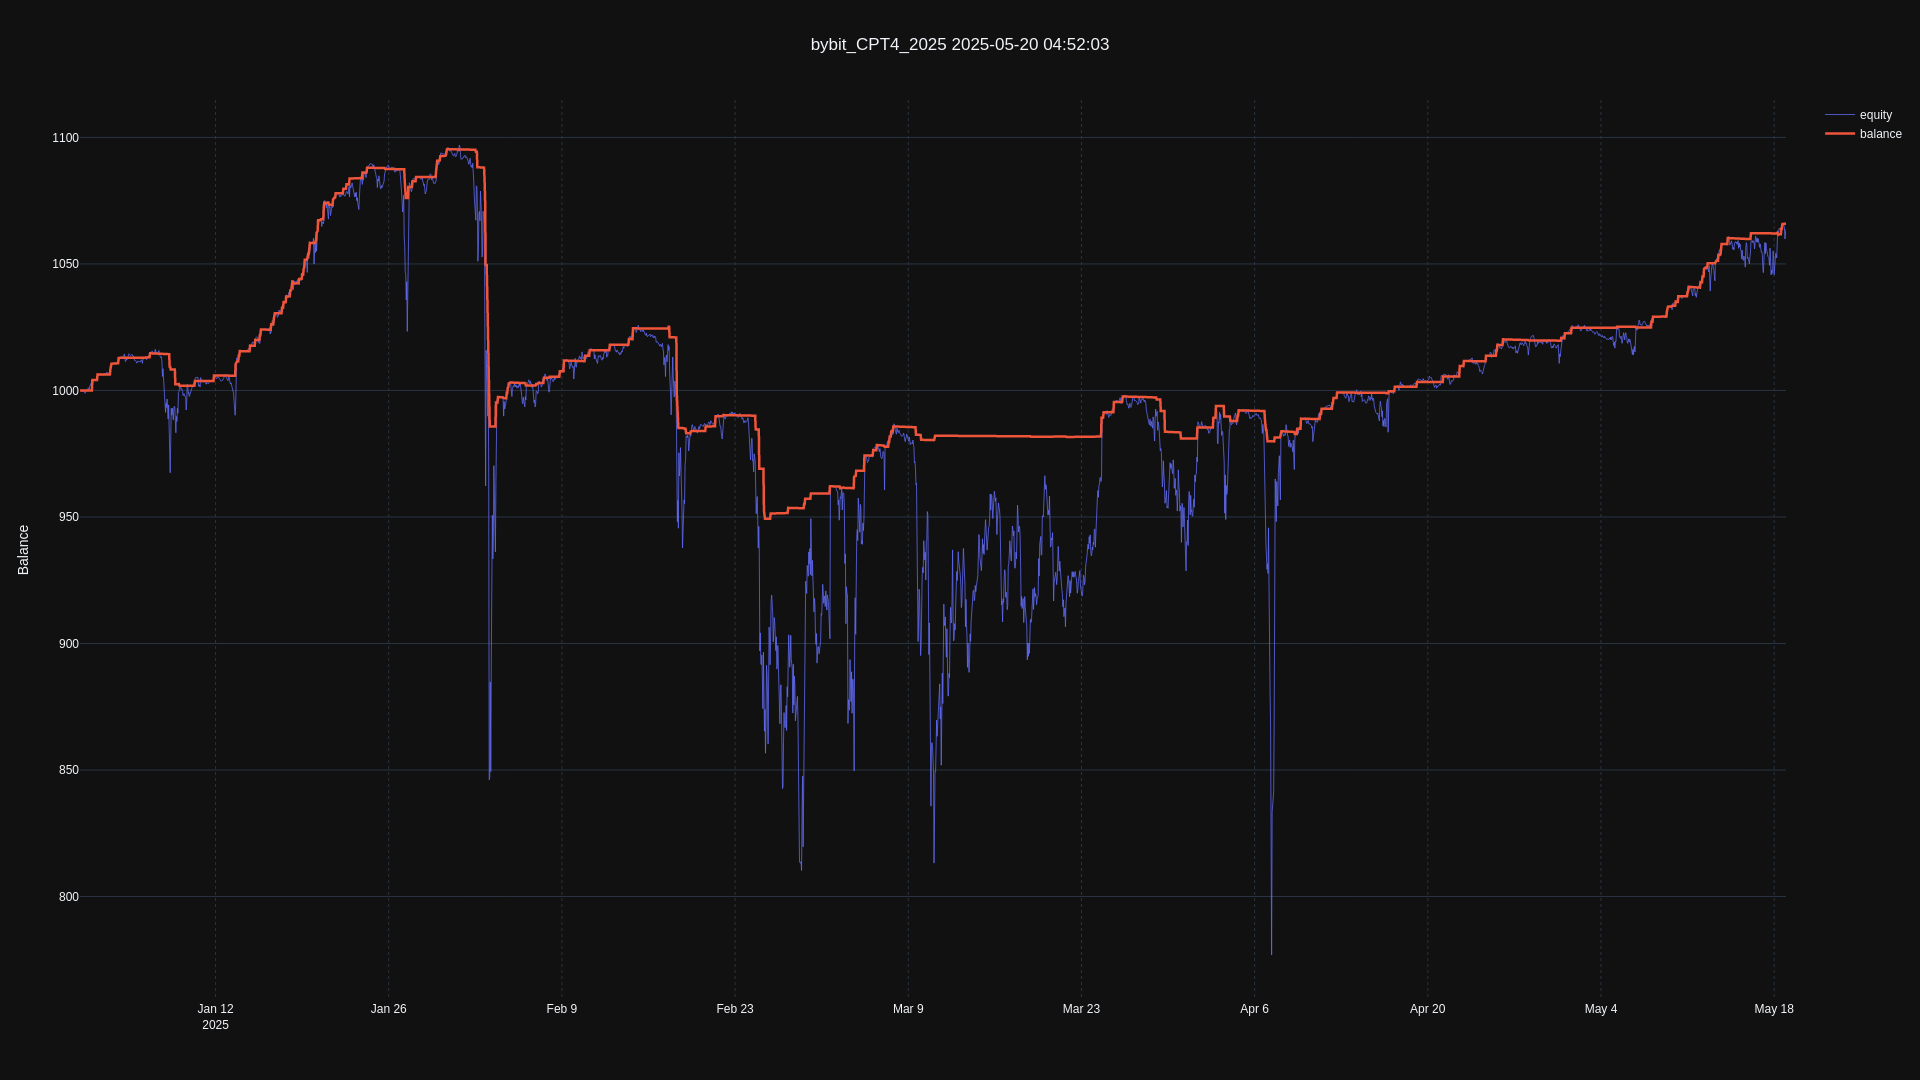 bybit_CPT4_2025 2025-05-20 04:52:03
equity
balance
1100
1050
1000
950
900
850
800
Balance
Jan 12
2025
Jan 26
Feb 9
Feb 23
Mar 9
Mar 23
Apr 6
Apr 20
May 4
May 18